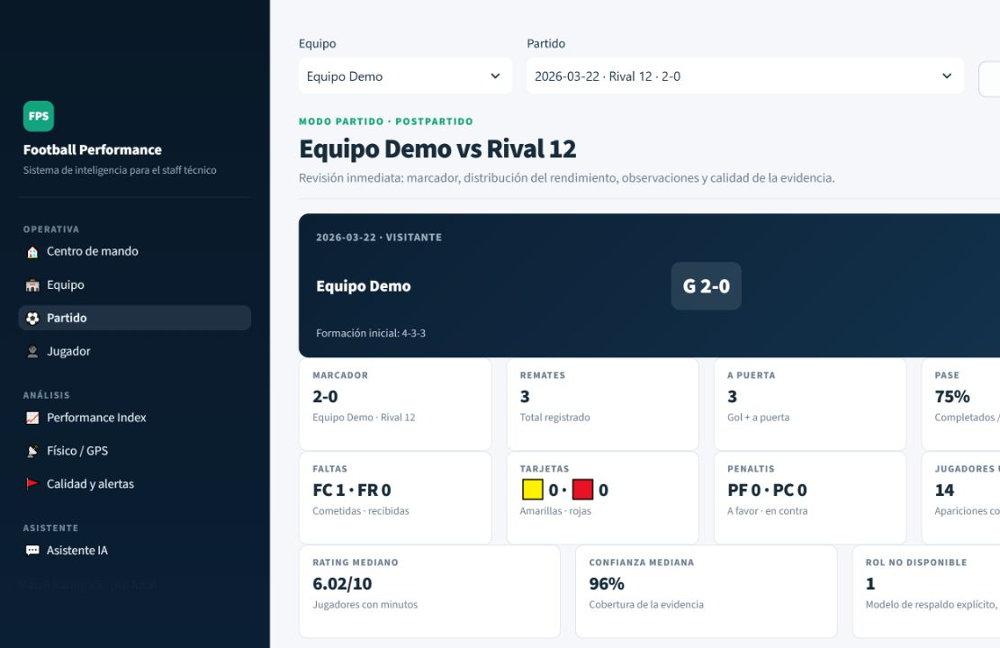 FPS
Football Performance
Sistema de inteligencia para el staff técnico
OPERATIVA
Centro de mando
Equipo
Partido
Jugador
ANÁLISIS
Performance Index
Físico / GPS
Calidad y alertas
ASISTENTE
Asistente IA
Equipo
Partido
Equipo Demo
2026-03-22 · Rival 12 · 2-0
MODO PARTIDO · POSTPARTIDO
Equipo Demo vs Rival 12
Revisión inmediata: marcador, distribución del rendimiento, observaciones y calidad de la evidencia.
2026-03-22 · VISITANTE
Equipo Demo
G 2-0
Formación inicial: 4-3-3
MARCADOR
2-0
Equipo Demo · Rival 12
REMATES
3
Total registrado
A PUERTA
3
Gol + a puerta
PASE
75%
Completados /
FALTAS
FC 1 · FR 0
Cometidas · recibidas
TARJETAS
🟨 0 · 🟥 0
Amarillas · rojas
PENALTIS
PF 0 · PC 0
A favor · en contra
JUGADORES
14
Apariciones
RATING MEDIANO
6.02/10
Jugadores con minutos
CONFIANZA MEDIANA
96%
Cobertura de la evidencia
ROL NO DISPONIBLE
1
Modelo de respaldo explícito,